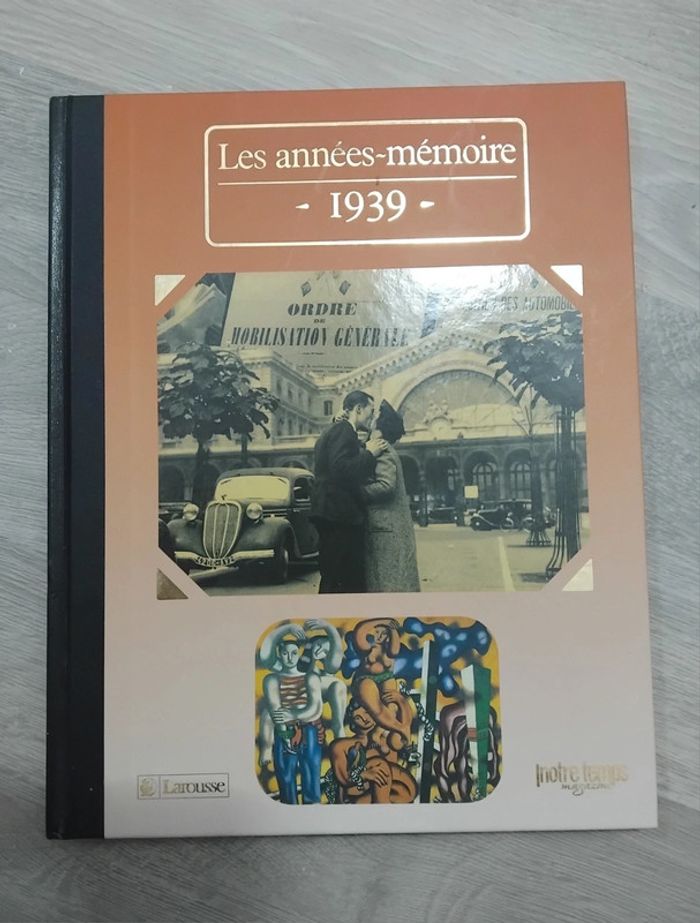 Les années-mémoire
- 1939 -
ORDRE
DE
MOBILISATION GÉNÉRALE
DES AUTOMOBI
Larousse
notre temps
magazine